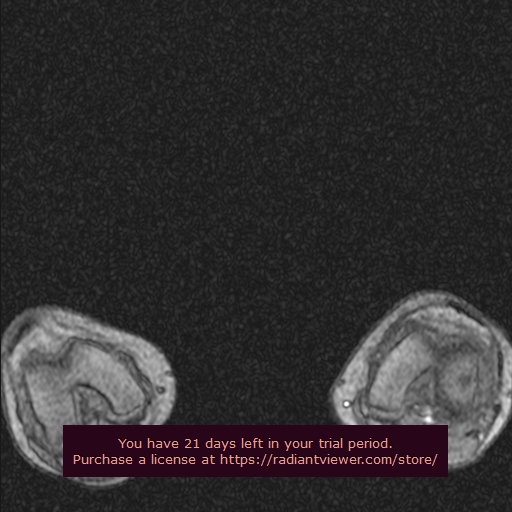 You have 21 days left in your trial period.
Purchase a license at https://radiantviewer.com/store/